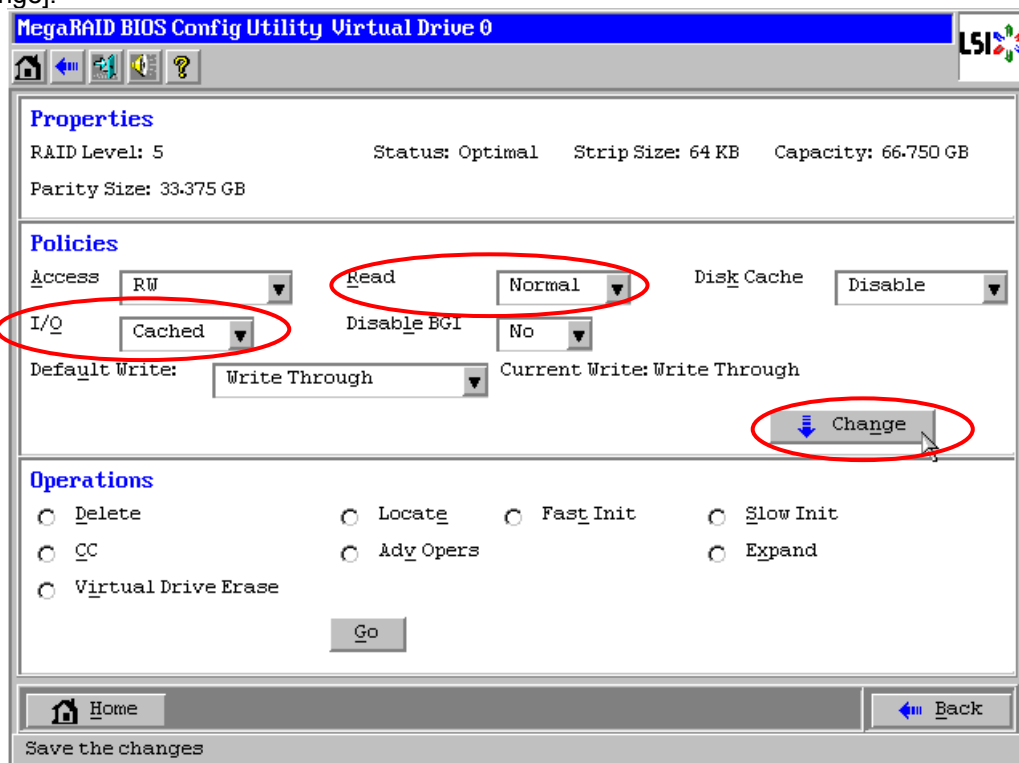 nge].
MegaRAID BIOS Config Utility Virtual Drive 0
LSI
Properties
RAID Level: 5 Status: Optimal Strip Size: 64 KB Capacity: 66.750 GB
Parity Size: 33.375 GB
Policies
Access RW Read Normal Disk Cache Disable
I/O Cached Disable BGI No
Default Write: Write Through Current Write: Write Through
Change
Operations
Delete Locate Fast Init Slow Init
CC Adv Opers Expand
Virtual Drive Erase
Go
Home Back
Save the changes